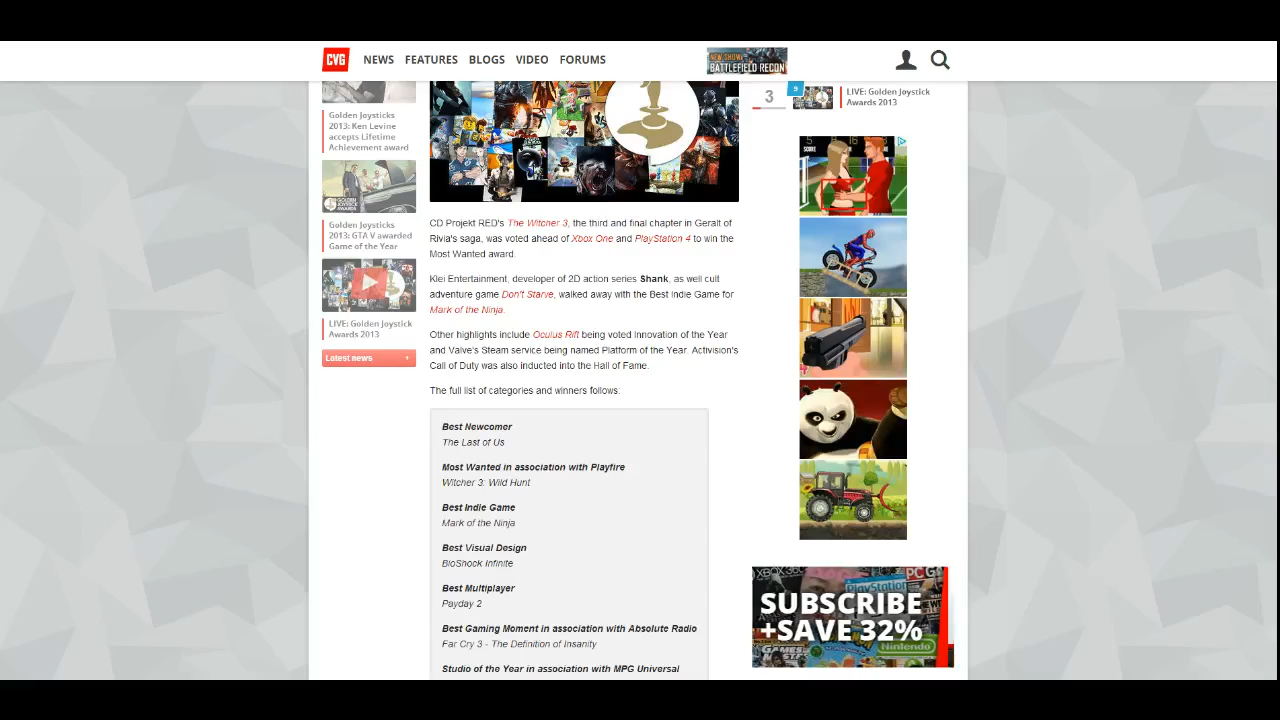 CVG NEWS FEATURES BLOGS VIDEO FORUMS
NEW SHOW!
BATTLEFIELD RECON
Golden Joysticks
2013: Ken Levine
accepts Lifetime
Achievement award
Golden Joysticks
2013: GTA V awarded
Game of the Year
LIVE: Golden Joystick
Awards 2013
Latest news +
CD Projekt RED's The Witcher 3, the third and final chapter in Geralt of
Rivia's saga, was voted ahead of Xbox One and PlayStation 4 to win the
Most Wanted award.
Klei Entertainment, developer of 2D action series Shank, as well cult
adventure game Don't Starve, walked away with the Best Indie Game for
Mark of the Ninja.
Other highlights include Oculus Rift being voted Innovation of the Year
and Valve's Steam service being named Platform of the Year. Activision's
Call of Duty was also inducted into the Hall of Fame.
The full list of categories and winners follows:
Best Newcomer
The Last of Us
Most Wanted in association with Playfire
Witcher 3: Wild Hunt
Best Indie Game
Mark of the Ninja
Best Visual Design
BioShock Infinite
Best Multiplayer
Payday 2
Best Gaming Moment in association with Absolute Radio
Far Cry 3 - The Definition of Insanity
Studio of the Year in association with MPG Universal
3
9
LIVE: Golden Joystick
Awards 2013
SCORE
XBOX 360
PlayStation
PC G
SUBSCRIBE
+SAVE 32%
Nintendo